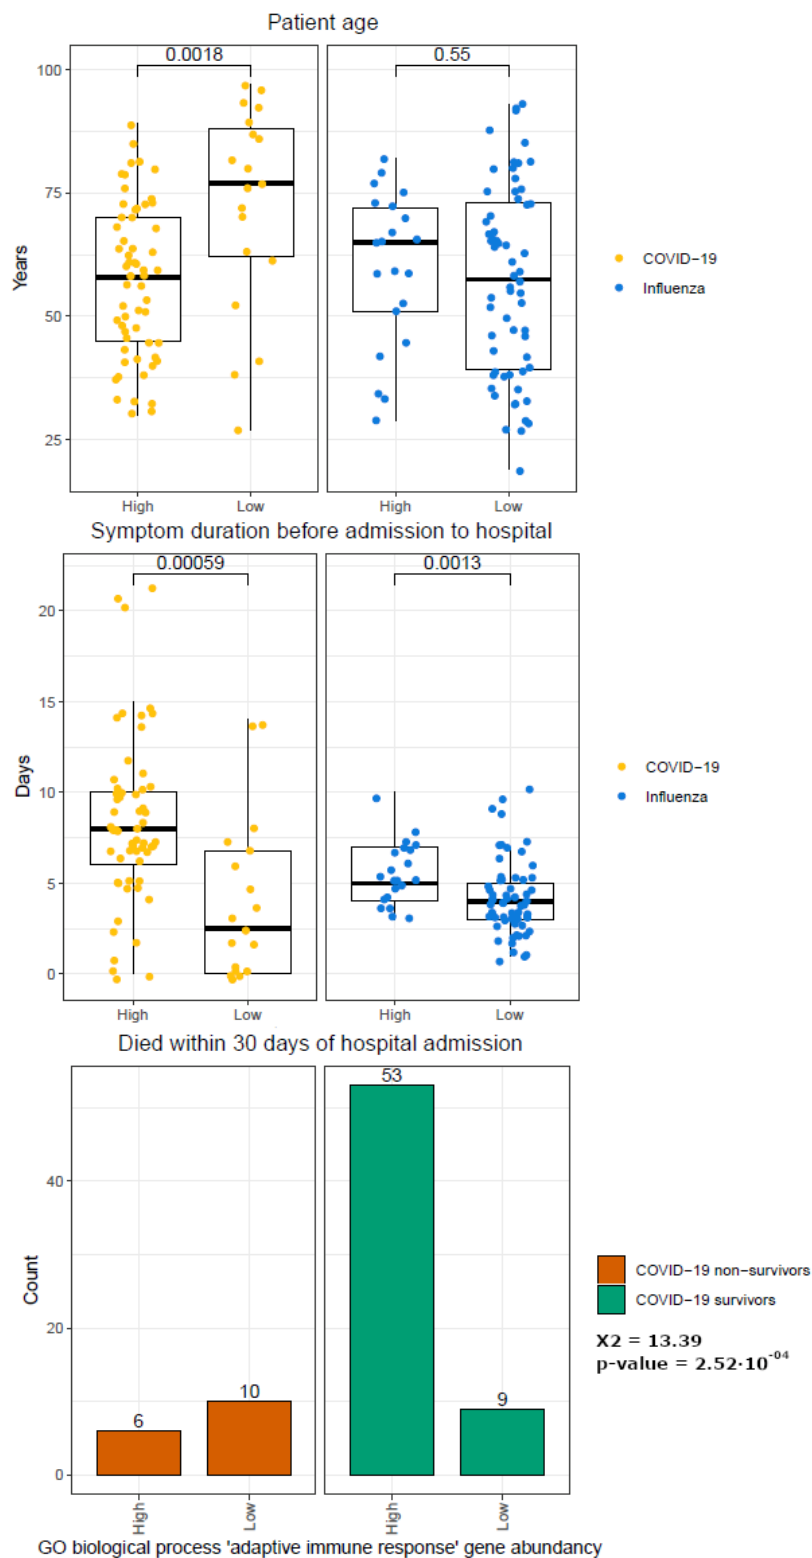 Patient age
0.0018
0.55
100
75
50
25
Years
COVID−19
Influenza
High
Low
High
Low
Symptom duration before admission to hospital
0.00059
0.0013
20
15
10
5
0
Days
COVID−19
Influenza
High
Low
High
Low
Died within 30 days of hospital admission
53
40
20
0
Count
6
10
9
COVID−19 non−survivors
COVID−19 survivors
X2 = 13.39
p-value = 2.52·10⁻⁰⁴
High
Low
High
Low
GO biological process 'adaptive immune response' gene abundancy